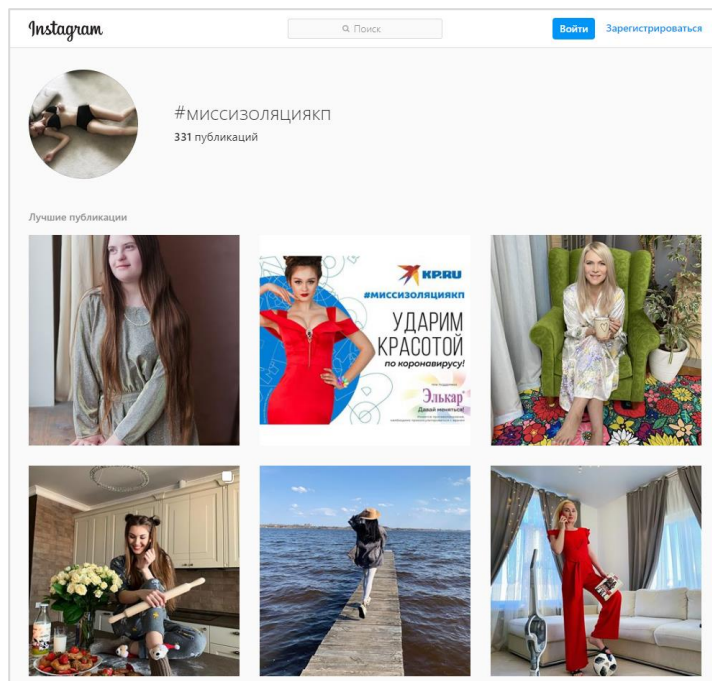 Instagram
Поиск
Войти
Зарегистрироваться
#миссизоляциякп
331 публикаций
Лучшие публикации
KP.RU
#МИССИЗОЛЯЦИЯКП
УДАРИМ
КРАСОТОЙ
по коронавирусу!
Элькар
Давай меняться!